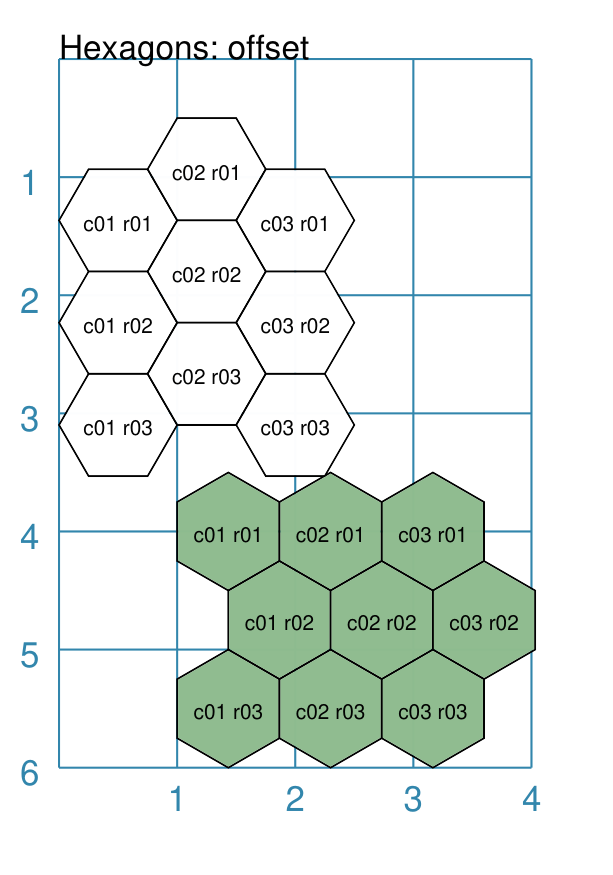 Hexagons: offset
c02 r01
1
c01 r01
c03 r01
c02 r02
2
c01 r02
c03 r02
c02 r03
3
c01 r03
c03 r03
4
c01 r01 c02 r01 c03 r01
c01 r02 c02 r02 c03 r02
5
c01 r03 c02 r03 c03 r03
6
1 2 3 4